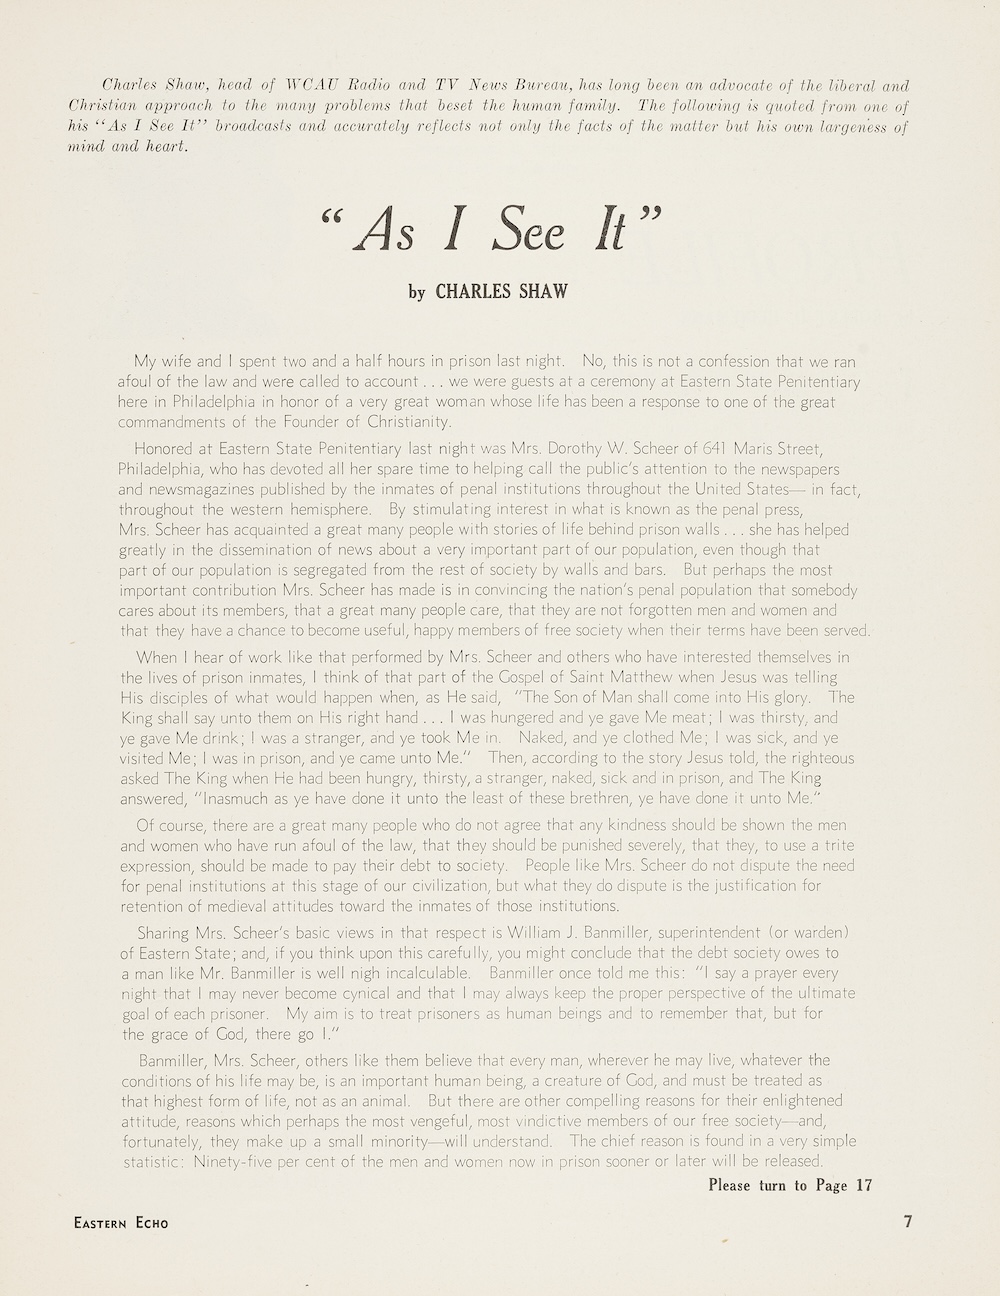 Charles Shaw, head of WCAU Radio and TV News Bureau, has long been an advocate of the liberal and
Christian approach to the many problems that beset the human family. The following is quoted from one of
his "As I See It" broadcasts and accurately reflects not only the facts of the matter but his own largeness of
mind and heart.
"As I See It"
by CHARLES SHAW
My wife and I spent two and a half hours in prison last night. No, this is not a confession that we ran
afoul of the law and were called to account . . . we were guests at a ceremony at Eastern State Penitentiary
here in Philadelphia in honor of a very great woman whose life has been a response to one of the great
commandments of the Founder of Christianity.
Honored at Eastern State Penitentiary last night was Mrs. Dorothy W. Scheer of 641 Maris Street,
Philadelphia, who has devoted all her spare time to helping call the public's attention to the newspapers
and newsmagazines published by the inmates of penal institutions throughout the United States— in fact,
throughout the western hemisphere. By stimulating interest in what is known as the penal press,
Mrs. Scheer has acquainted a great many people with stories of life behind prison walls . . . she has helped
greatly in the dissemination of news about a very important part of our population, even though that
part of our population is segregated from the rest of society by walls and bars. But perhaps the most
important contribution Mrs. Scheer has made is in convincing the nation's penal population that somebody
cares about its members, that a great many people care, that they are not forgotten men and women and
that they have a chance to become useful, happy members of free society when their terms have been served.
When I hear of work like that performed by Mrs. Scheer and others who have interested themselves in
the lives of prison inmates, I think of that part of the Gospel of Saint Matthew when Jesus was telling
His disciples of what would happen when, as He said, "The Son of Man shall come into His glory. The
King shall say unto them on His right hand . . . I was hungered and ye gave Me meat; I was thirsty, and
ye gave Me drink; I was a stranger, and ye took Me in. Naked, and ye clothed Me; I was sick, and ye
visited Me; I was in prison, and ye came unto Me." Then, according to the story Jesus told, the righteous
asked The King when He had been hungry, thirsty, a stranger, naked, sick and in prison, and The King
answered, "Inasmuch as ye have done it unto the least of these brethren, ye have done it unto Me."
Of course, there are a great many people who do not agree that any kindness should be shown the men
and women who have run afoul of the law, that they should be punished severely, that they, to use a trite
expression, should be made to pay their debt to society. People like Mrs. Scheer do not dispute the need
for penal institutions at this stage of our civilization, but what they do dispute is the justification for
retention of medieval attitudes toward the inmates of those institutions.
Sharing Mrs. Scheer's basic views in that respect is William J. Banmiller, superintendent (or warden)
of Eastern State; and, if you think upon this carefully, you might conclude that the debt society owes to
a man like Mr. Banmiller is well nigh incalculable. Banmiller once told me this: "I say a prayer every
night that I may never become cynical and that I may always keep the proper perspective of the ultimate
goal of each prisoner. My aim is to treat prisoners as human beings and to remember that, but for
the grace of God, there go I."
Banmiller, Mrs. Scheer, others like them believe that every man, wherever he may live, whatever the
conditions of his life may be, is an important human being, a creature of God, and must be treated as
that highest form of life, not as an animal. But there are other compelling reasons for their enlightened
attitude, reasons which perhaps the most vengeful, most vindictive members of our free society—and,
fortunately, they make up a small minority—will understand. The chief reason is found in a very simple
statistic: Ninety-five per cent of the men and women now in prison sooner or later will be released.
Please turn to Page 17
EASTERN ECHO
7